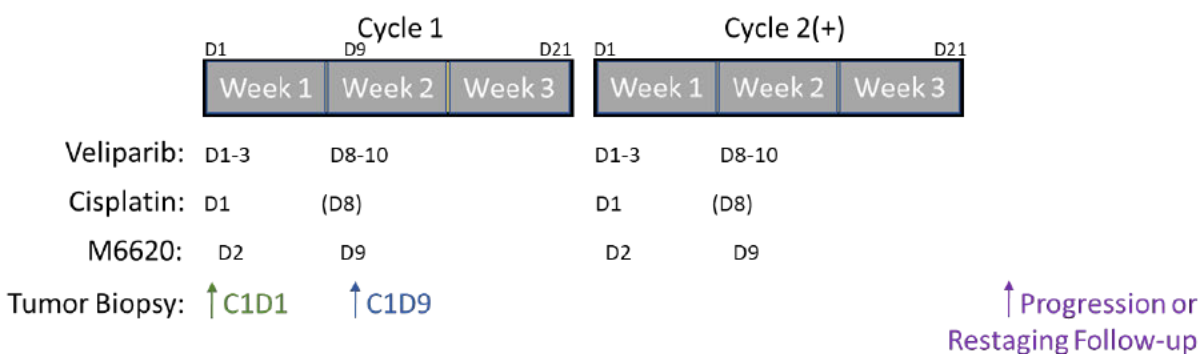 Cycle 1 Cycle 2(+)
D1 D9 D21 D1 D21
Week 1 Week 2 Week 3 Week 1 Week 2 Week 3
Veliparib: D1-3 D8-10 D1-3 D8-10
Cisplatin: D1 (D8) D1 (D8)
M6620: D2 D9 D2 D9
Tumor Biopsy: ↑C1D1 ↑C1D9 ↑Progression or
Restaging Follow-up